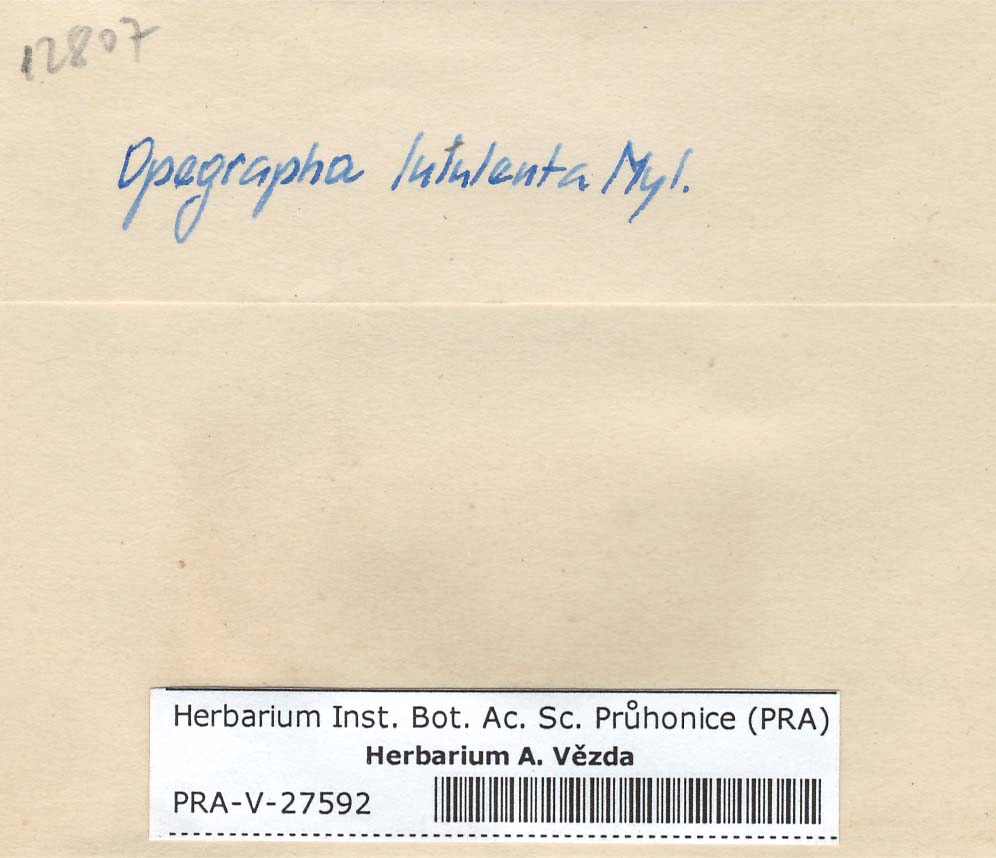 12807
Opegrapha lutulenta Nyl.
Herbarium Inst. Bot. Ac. Sc. Průhonice (PRA)
Herbarium A. Vězda
PRA-V-27592